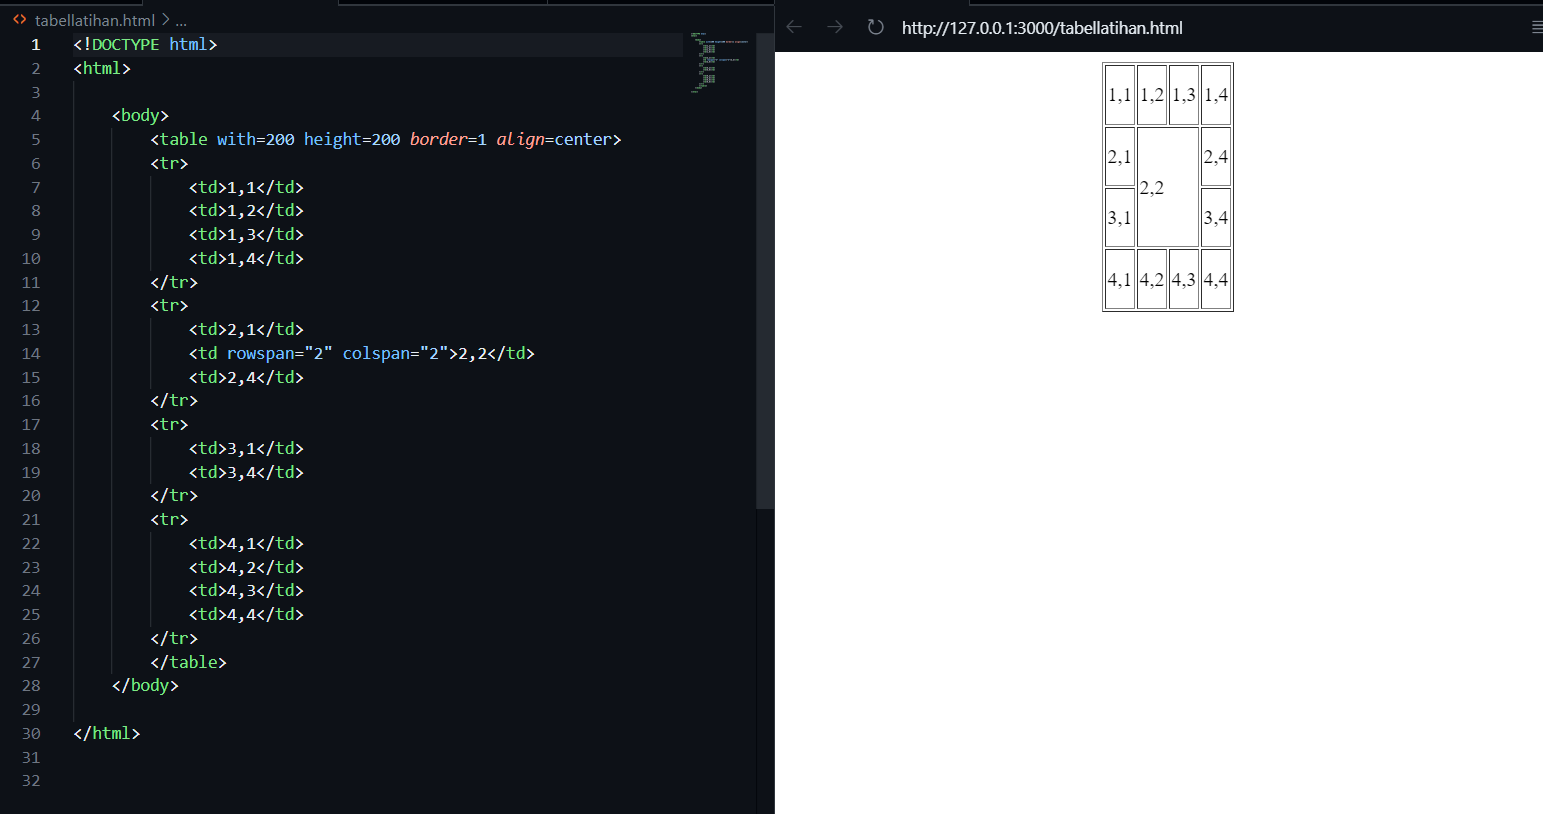 tabellatihan.html > ...
1 <!DOCTYPE html>
2 <html>
3
4 <body>
5 <table with=200 height=200 border=1 align=center>
6 <tr>
7 <td>1,1</td>
8 <td>1,2</td>
9 <td>1,3</td>
10 <td>1,4</td>
11 </tr>
12 <tr>
13 <td>2,1</td>
14 <td rowspan="2" colspan="2">2,2</td>
15 <td>2,4</td>
16 </tr>
17 <tr>
18 <td>3,1</td>
19 <td>3,4</td>
20 </tr>
21 <tr>
22 <td>4,1</td>
23 <td>4,2</td>
24 <td>4,3</td>
25 <td>4,4</td>
26 </tr>
27 </table>
28 </body>
29
30 </html>
31
32
http://127.0.0.1:3000/tabellatihan.html
1,1 1,2 1,3 1,4
2,1 2,4
2,2
3,1 3,4
4,1 4,2 4,3 4,4